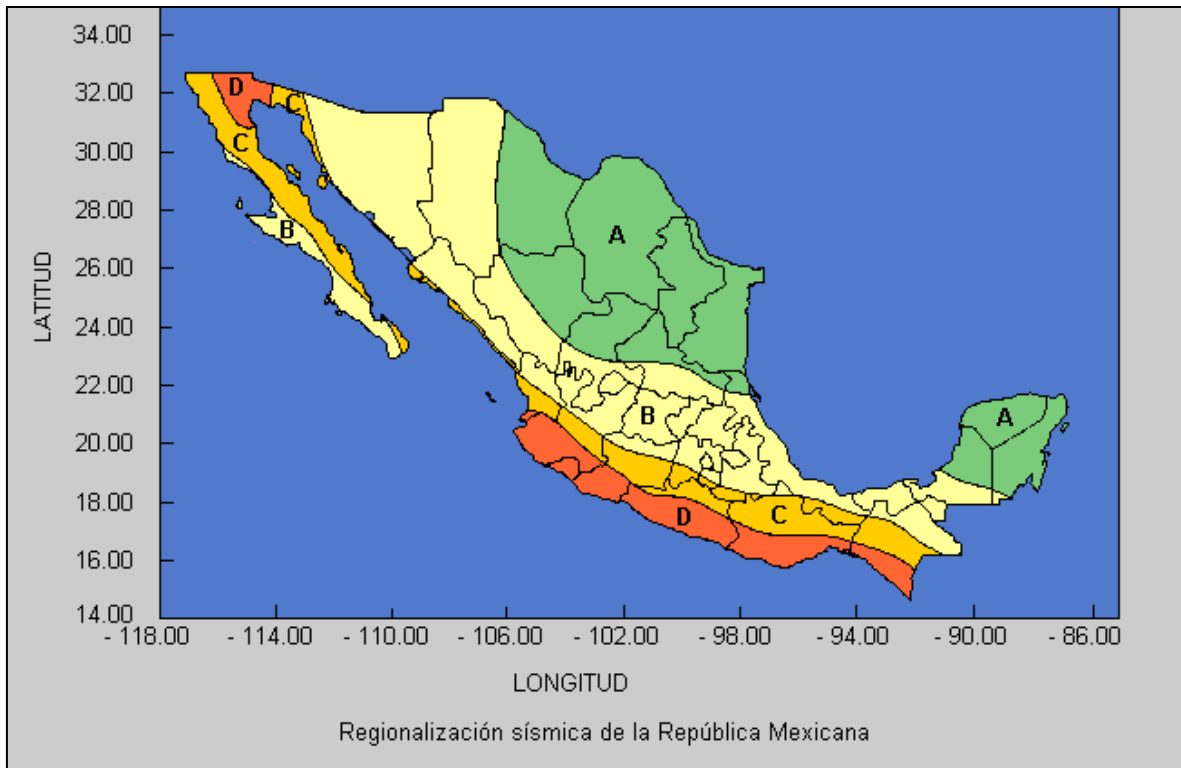 34.00
32.00
30.00
28.00
26.00
24.00
22.00
20.00
18.00
16.00
14.00
LATITUD
D
C
C
B
A
B
A
D
C
- 118.00 - 114.00 - 110.00 - 106.00 - 102.00 - 98.00 - 94.00 - 90.00 - 86.00
LONGITUD
Regionalización sísmica de la República Mexicana